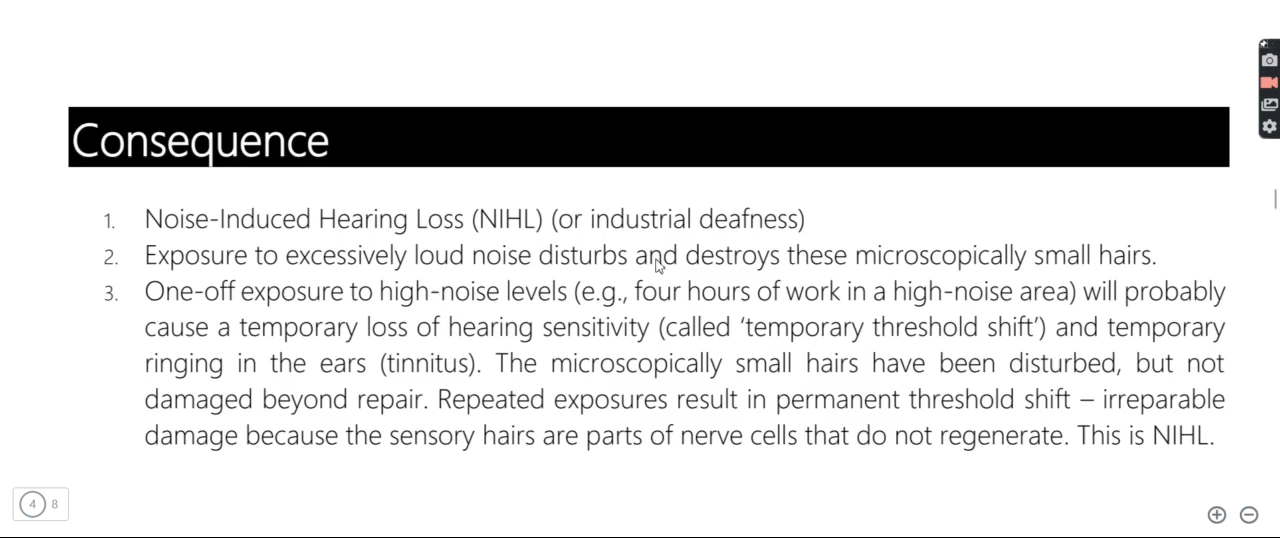 Consequence
1. Noise-Induced Hearing Loss (NIHL) (or industrial deafness)
2. Exposure to excessively loud noise disturbs and destroys these microscopically small hairs.
3. One-off exposure to high-noise levels (e.g., four hours of work in a high-noise area) will probably
cause a temporary loss of hearing sensitivity (called ‘temporary threshold shift’) and temporary
ringing in the ears (tinnitus). The microscopically small hairs have been disturbed, but not
damaged beyond repair. Repeated exposures result in permanent threshold shift – irreparable
damage because the sensory hairs are parts of nerve cells that do not regenerate. This is NIHL.
4 8